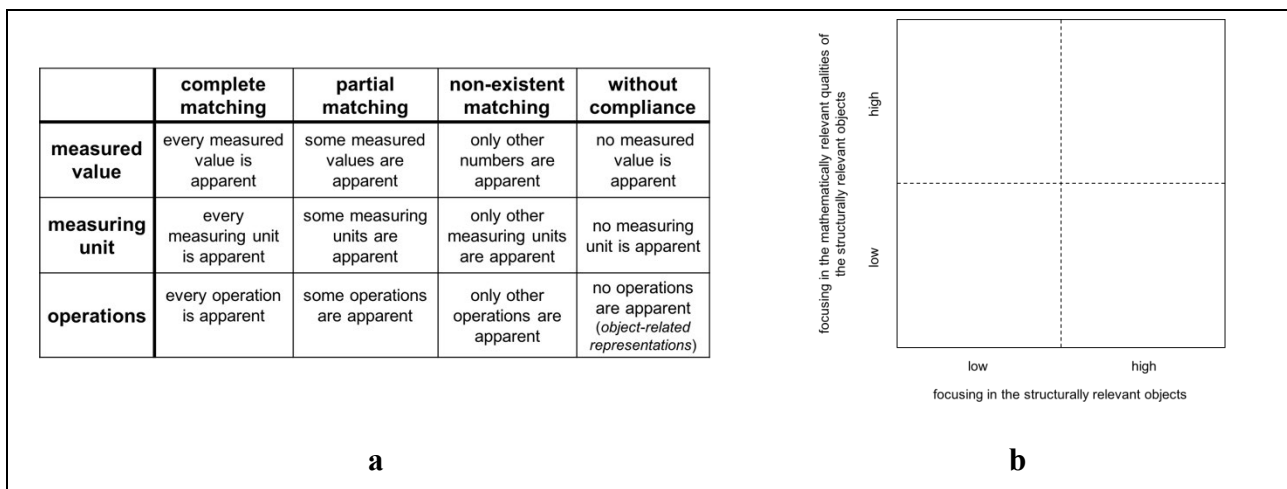 complete matching
partial matching
non-existent matching
without compliance
measured value
every measured value is apparent
some measured values are apparent
only other numbers are apparent
no measured value is apparent
measuring unit
every measuring unit is apparent
some measuring units are apparent
only other measuring units are apparent
no measuring unit is apparent
operations
every operation is apparent
some operations are apparent
only other operations are apparent
no operations are apparent (object-related representations)
a
focusing in the mathematically relevant qualities of
the structurally relevant objects
high
low
low high
focusing in the structurally relevant objects
b